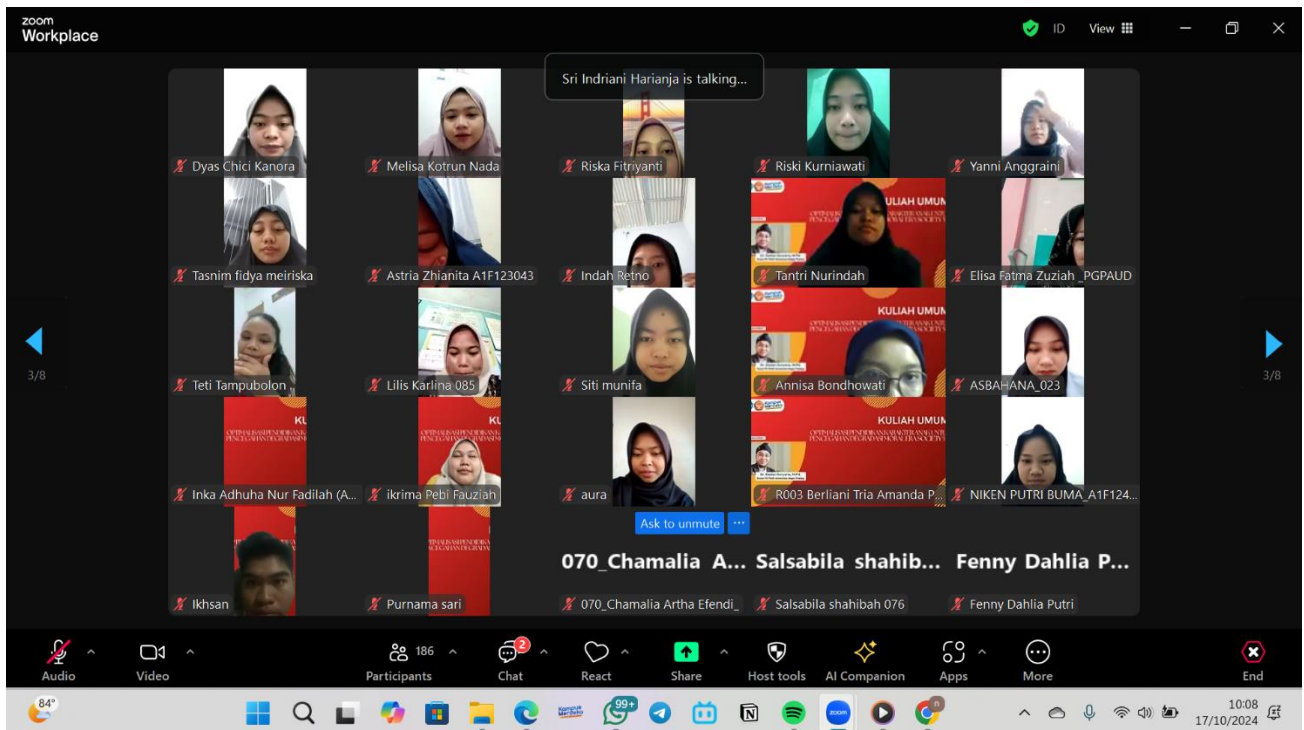 zoom
Workplace
ID
View
Sri Indriani Harianja is talking...
Dyas Chici Kanora
Melisa Kotrun Nada
Riska Fitriyanti
Riski Kurniawati
Yanni Anggraini
Tasnim fidya meiriska
Astria Zhianita A1F123043
Indah Retno
KULIAH UMUM
Tantri Nurindah
Elisa Fatma Zuziah _PGPAUD
3/8
Teti Tampubolon
Lilis Karlina 085
Siti munifa
KULIAH UMUM
Annisa Bondhowati
ASBAHANA_023
3/8
KU
Inka Adhuha Nur Fadilah (A...
KU
ikrima Pebi Fauziah
aura
KULIAH UMUM
R003 Berliani Tria Amanda P...
NIKEN PUTRI BUMA_A1F124...
Ask to unmute
...
070_Chamalia A...
Salsabila shahib...
Fenny Dahlia P...
Ikhsan
Purnama sari
070_Chamalia Artha Efendi_
Salsabila shahibah 076
Fenny Dahlia Putri
Audio
Video
186
Participants
2
Chat
React
Share
Host tools
AI Companion
Apps
More
End
84°
99+
zoom
10:08
17/10/2024